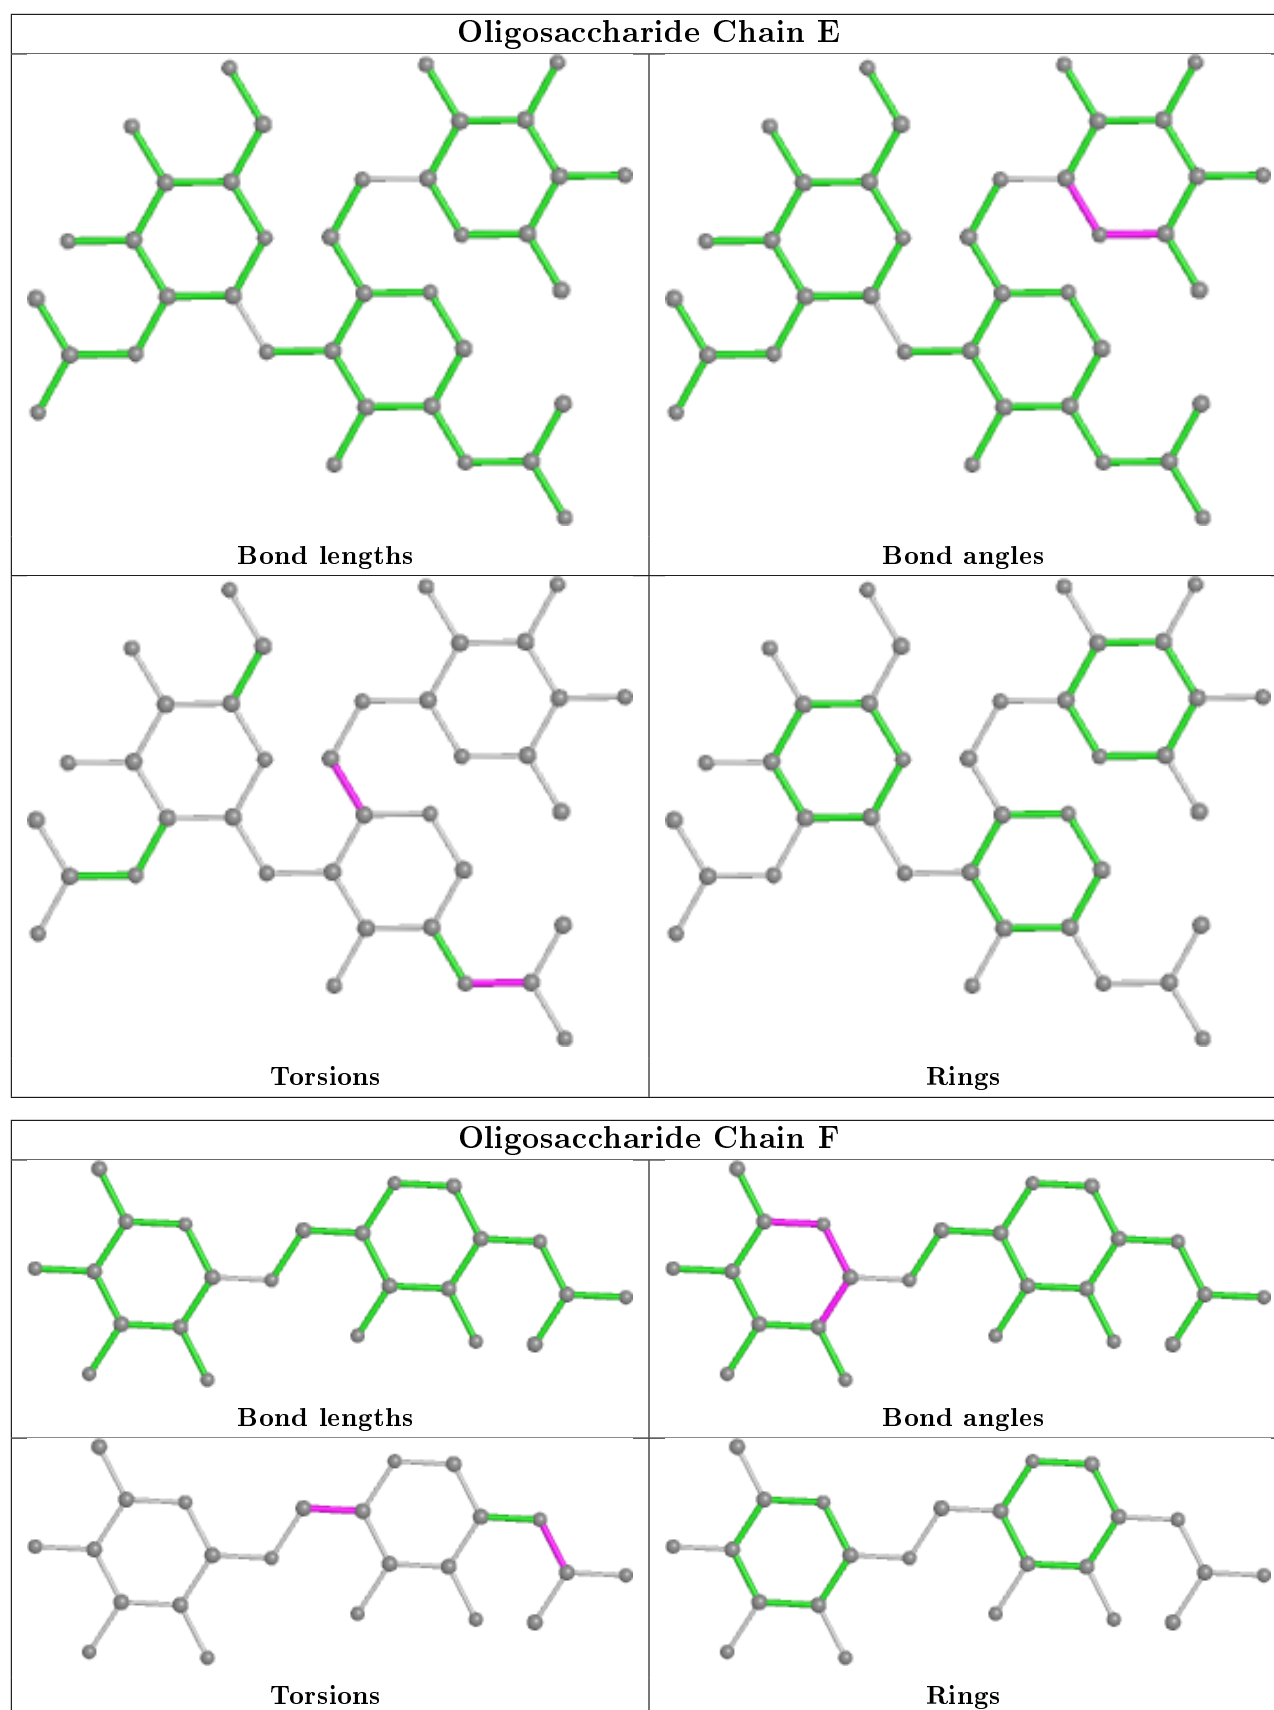 Oligosaccharide Chain E
Bond lengths
Bond angles
Torsions
Rings
Oligosaccharide Chain F
Bond lengths
Bond angles
Torsions
Rings